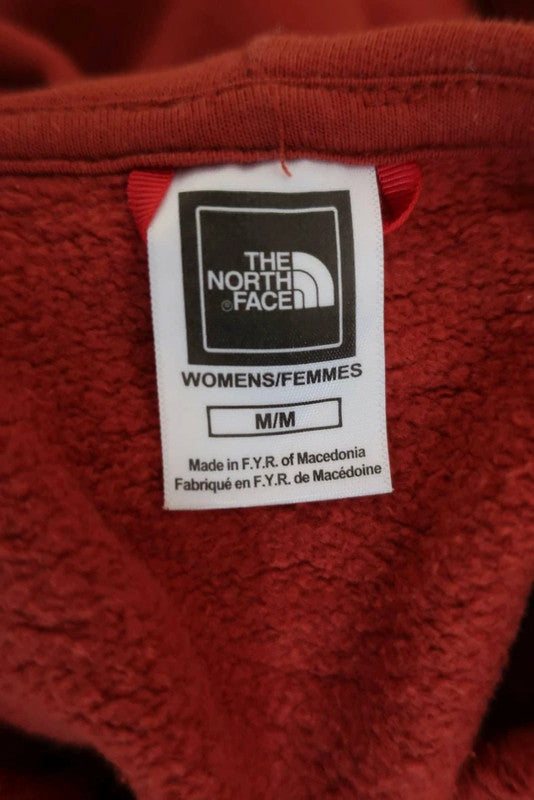 THE
NORTH
®FACE
WOMENS/FEMMES
M/M
Made in F.Y.R. of Macedonia
Fabriqué en F.Y.R. de Macédoine